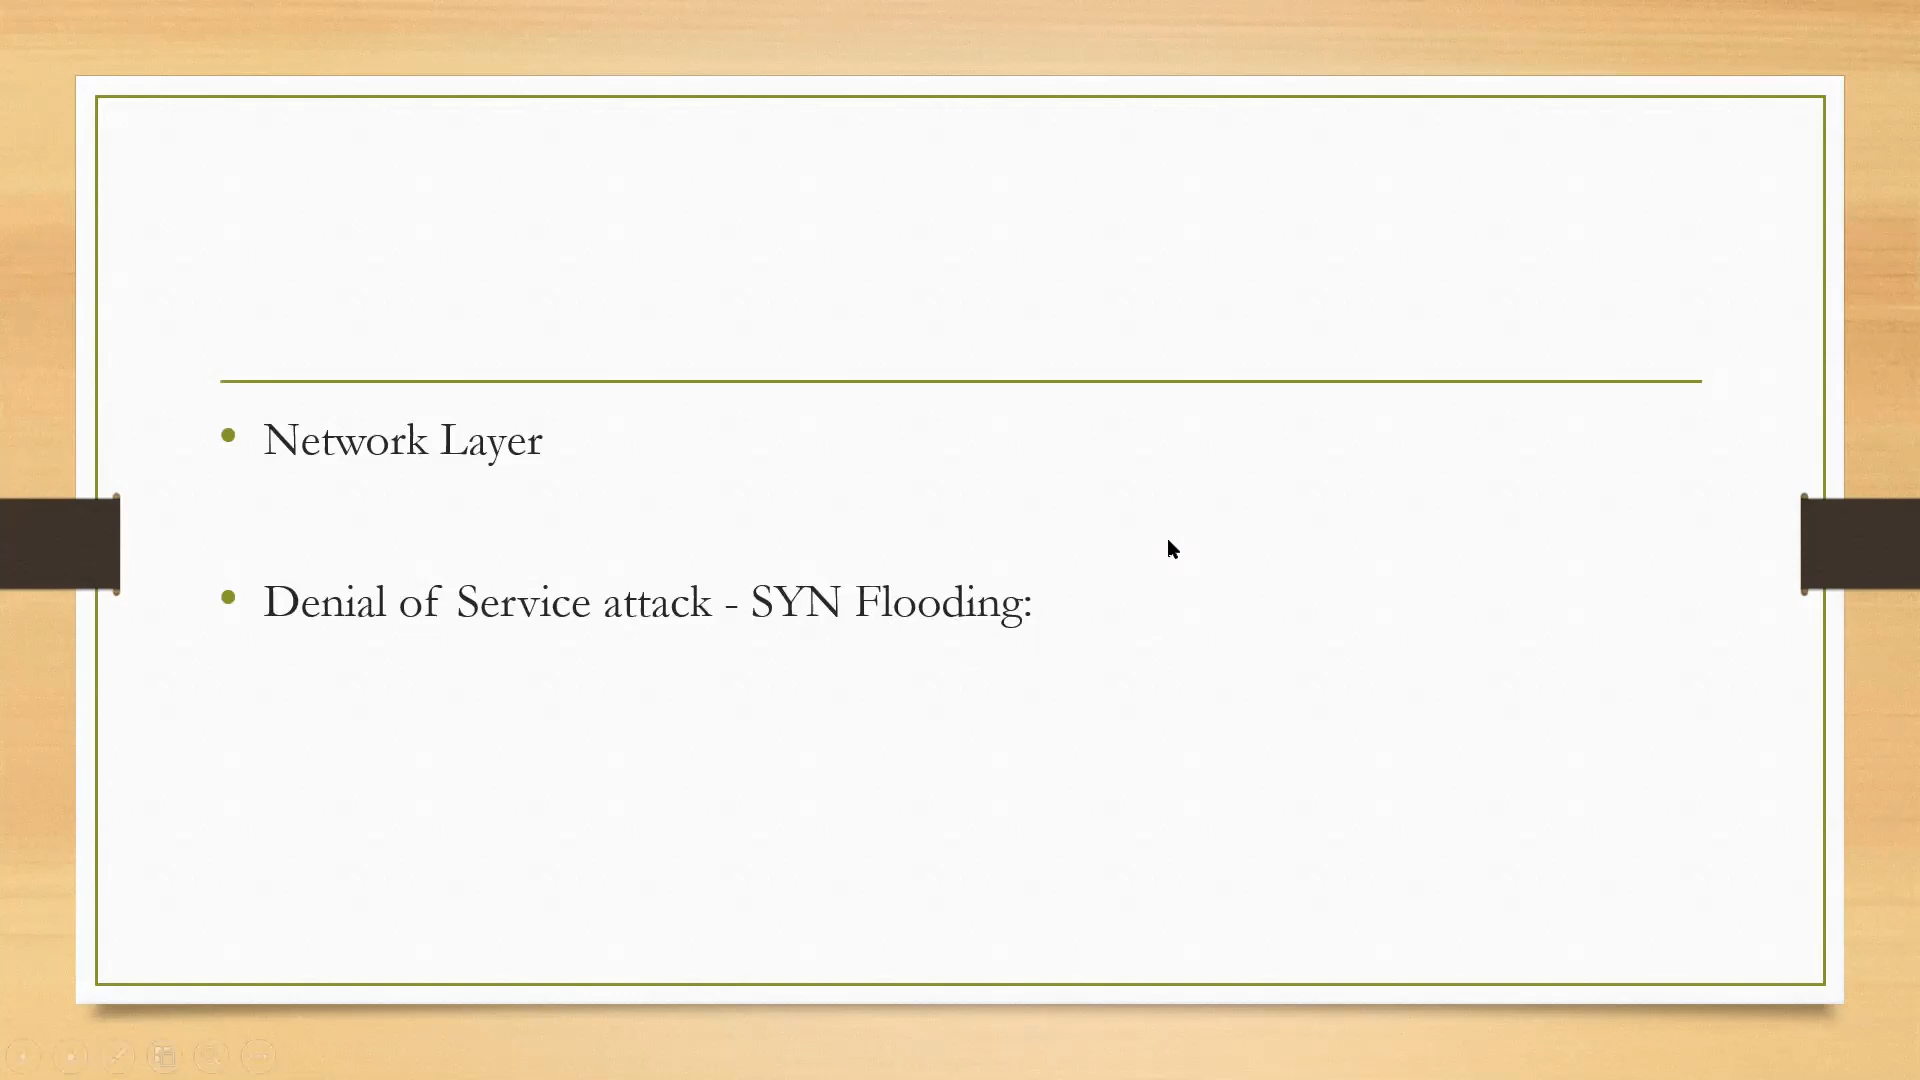 Network Layer
Denial of Service attack - SYN Flooding: